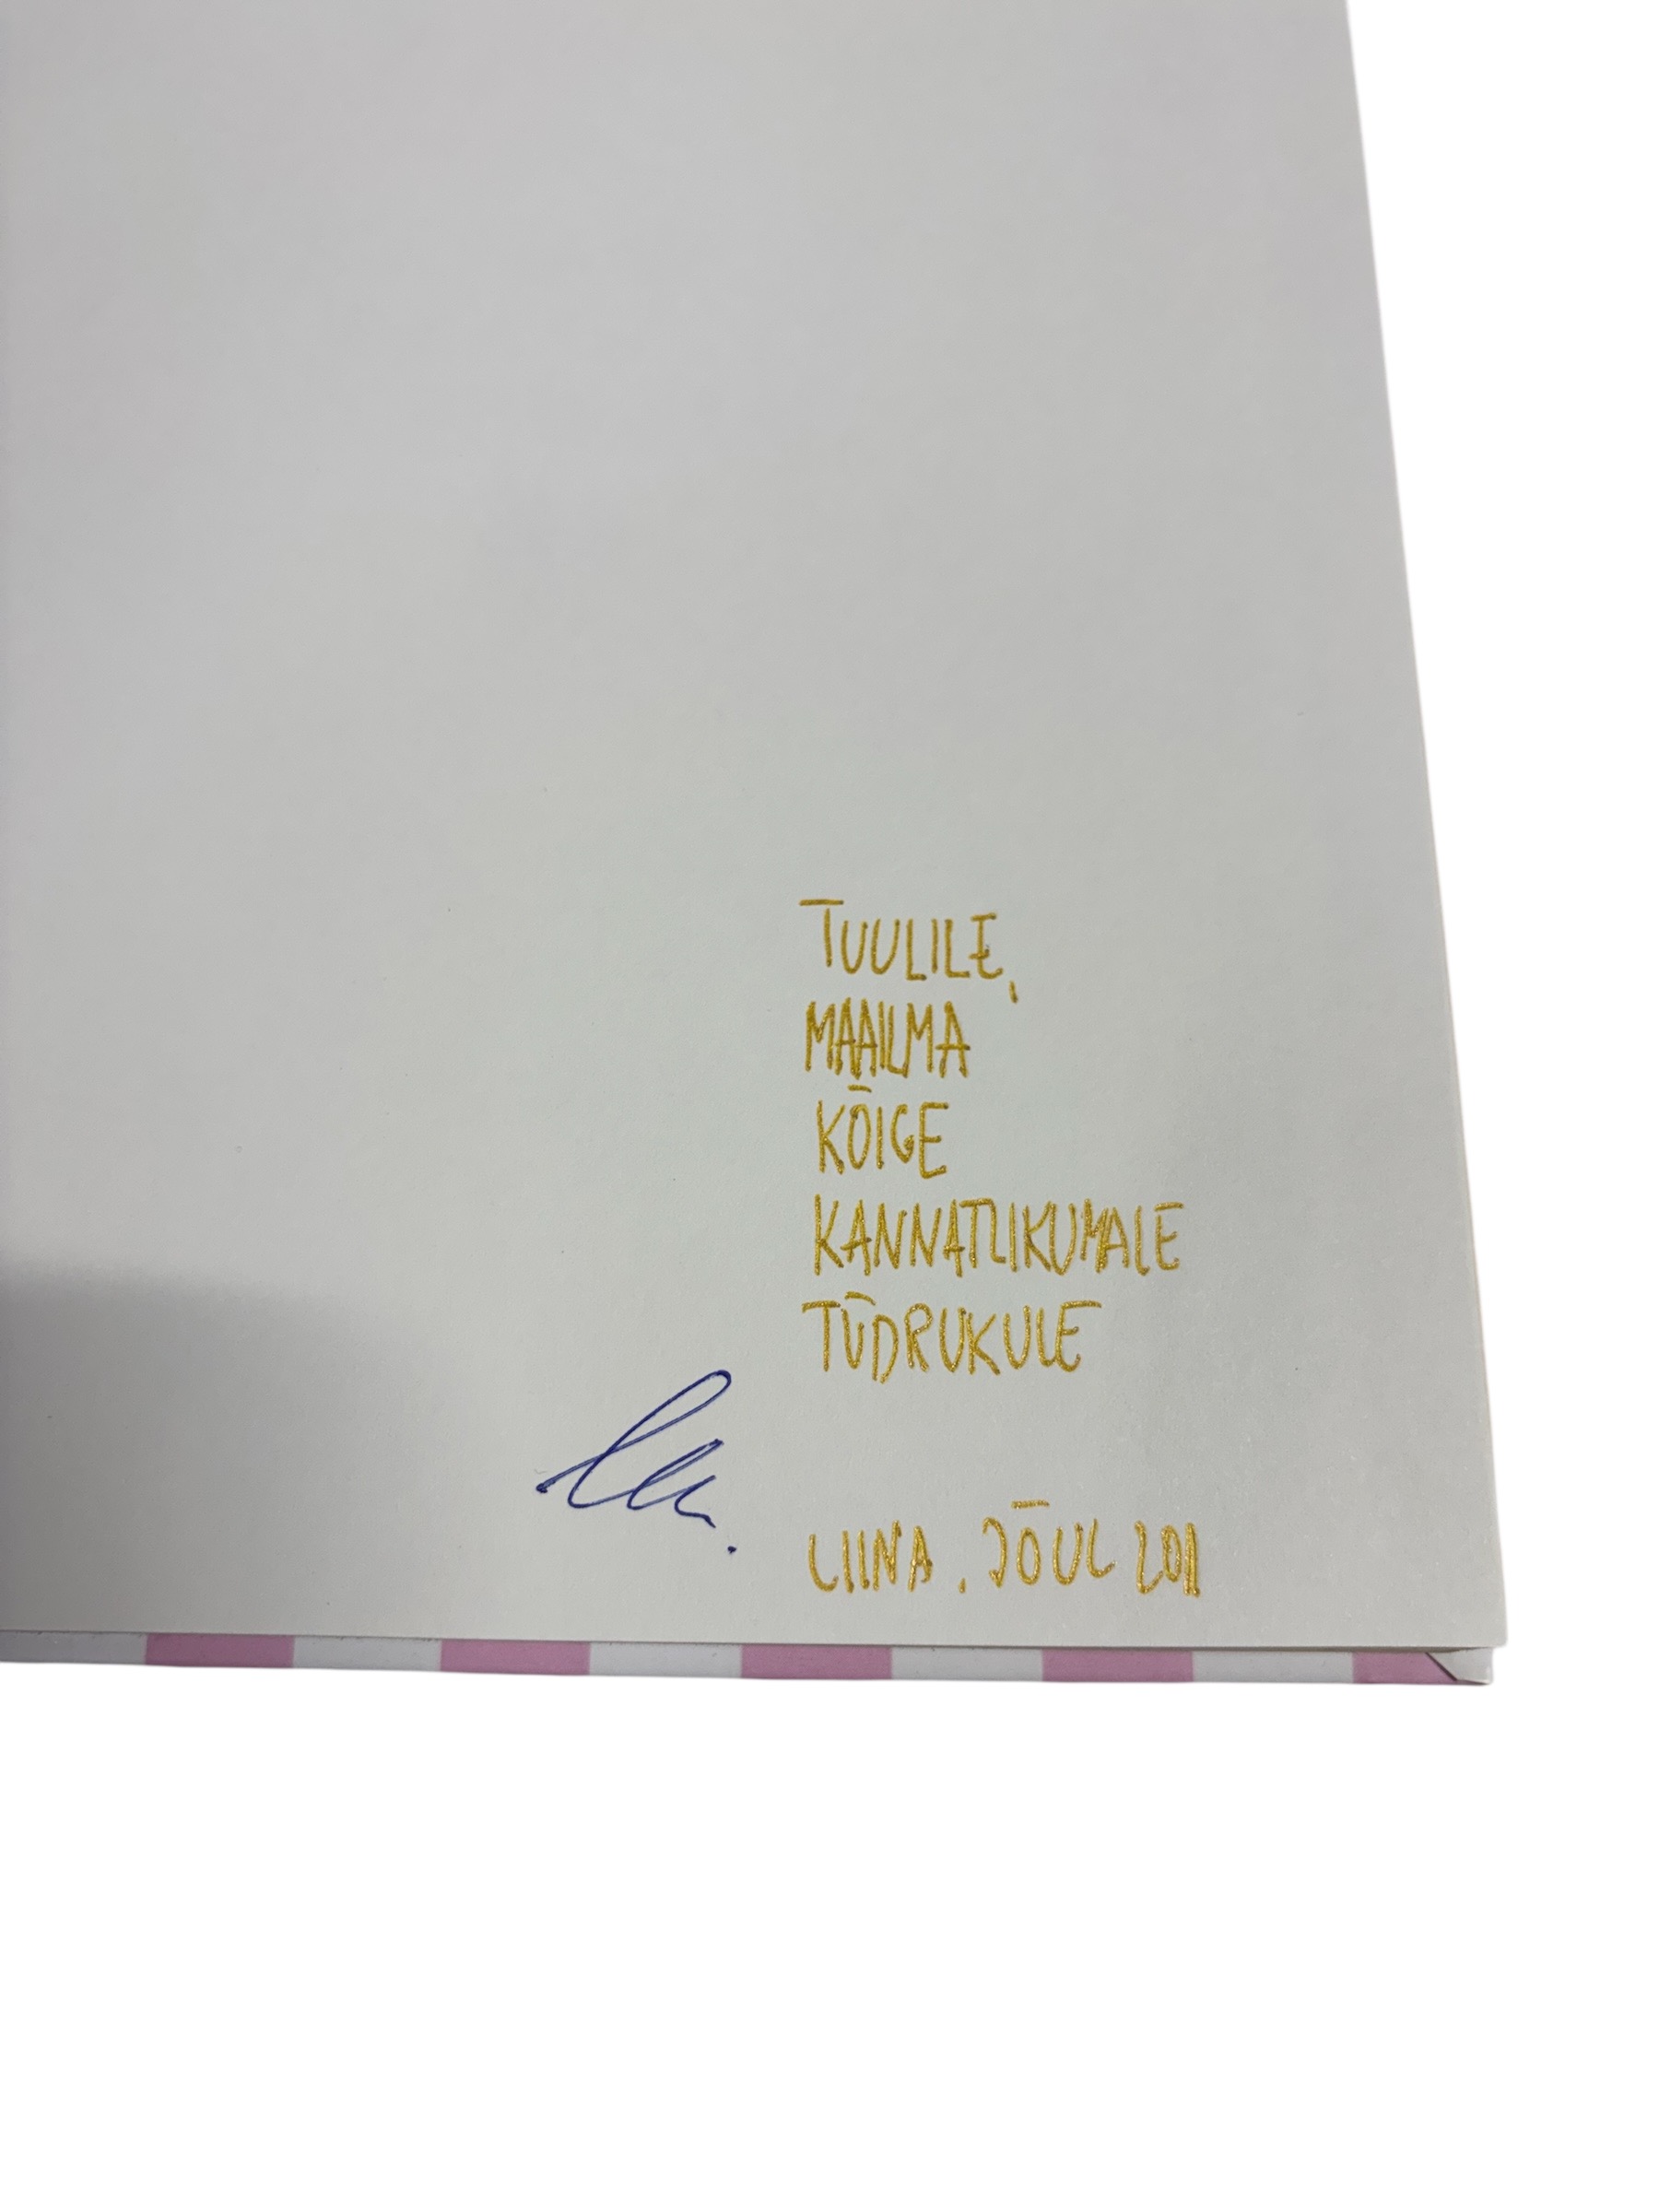 TUULILE,
MAAILMA
KÕIGE
KANNATLIKUMALE
TÜDRUKULE
LIINA. JÕUL 201